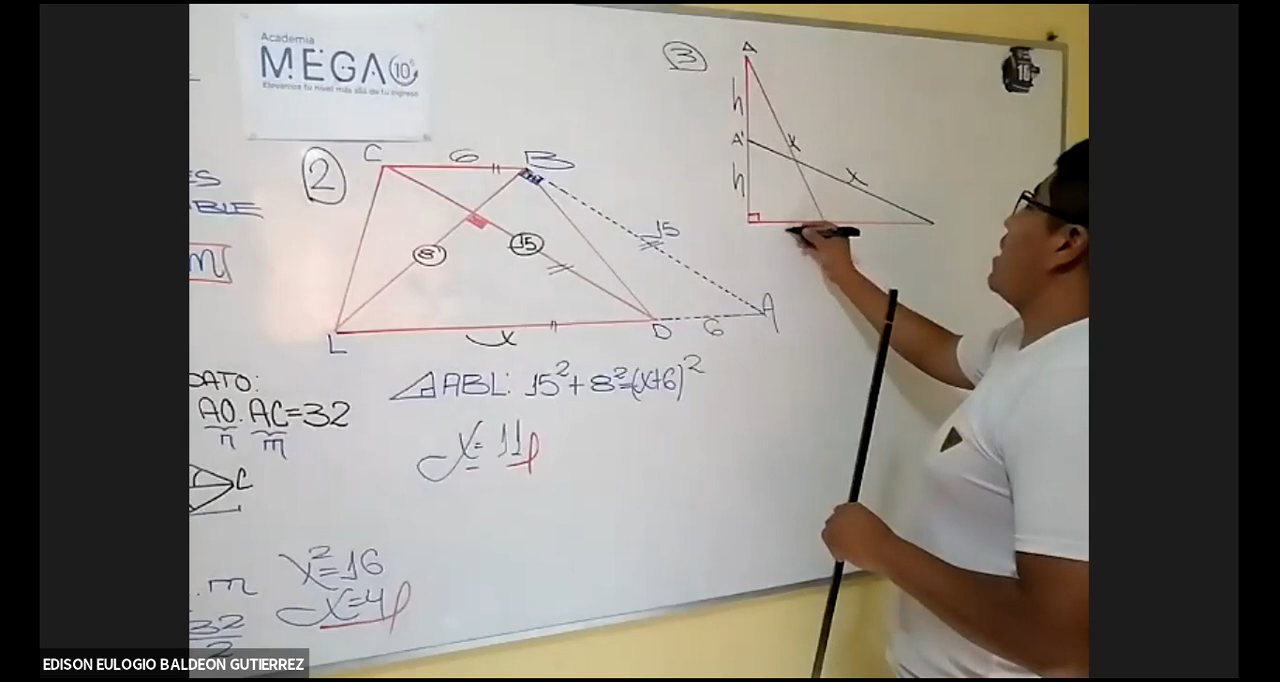 Academia
MEGA 10°
Elevamos tu nivel más allá de tu ingreso
ES
BLE
m
DATO:
AO. AC=32
n m
C
. m
32
2
x²=16
x=4
2
C 6 B
8 15 15
L x D 6 A
ABL: 15²+8²=(x+6)²
x=11
3
A
h
A'
h
x
x
10
EDISON EULOGIO BALDEON GUTIERREZ